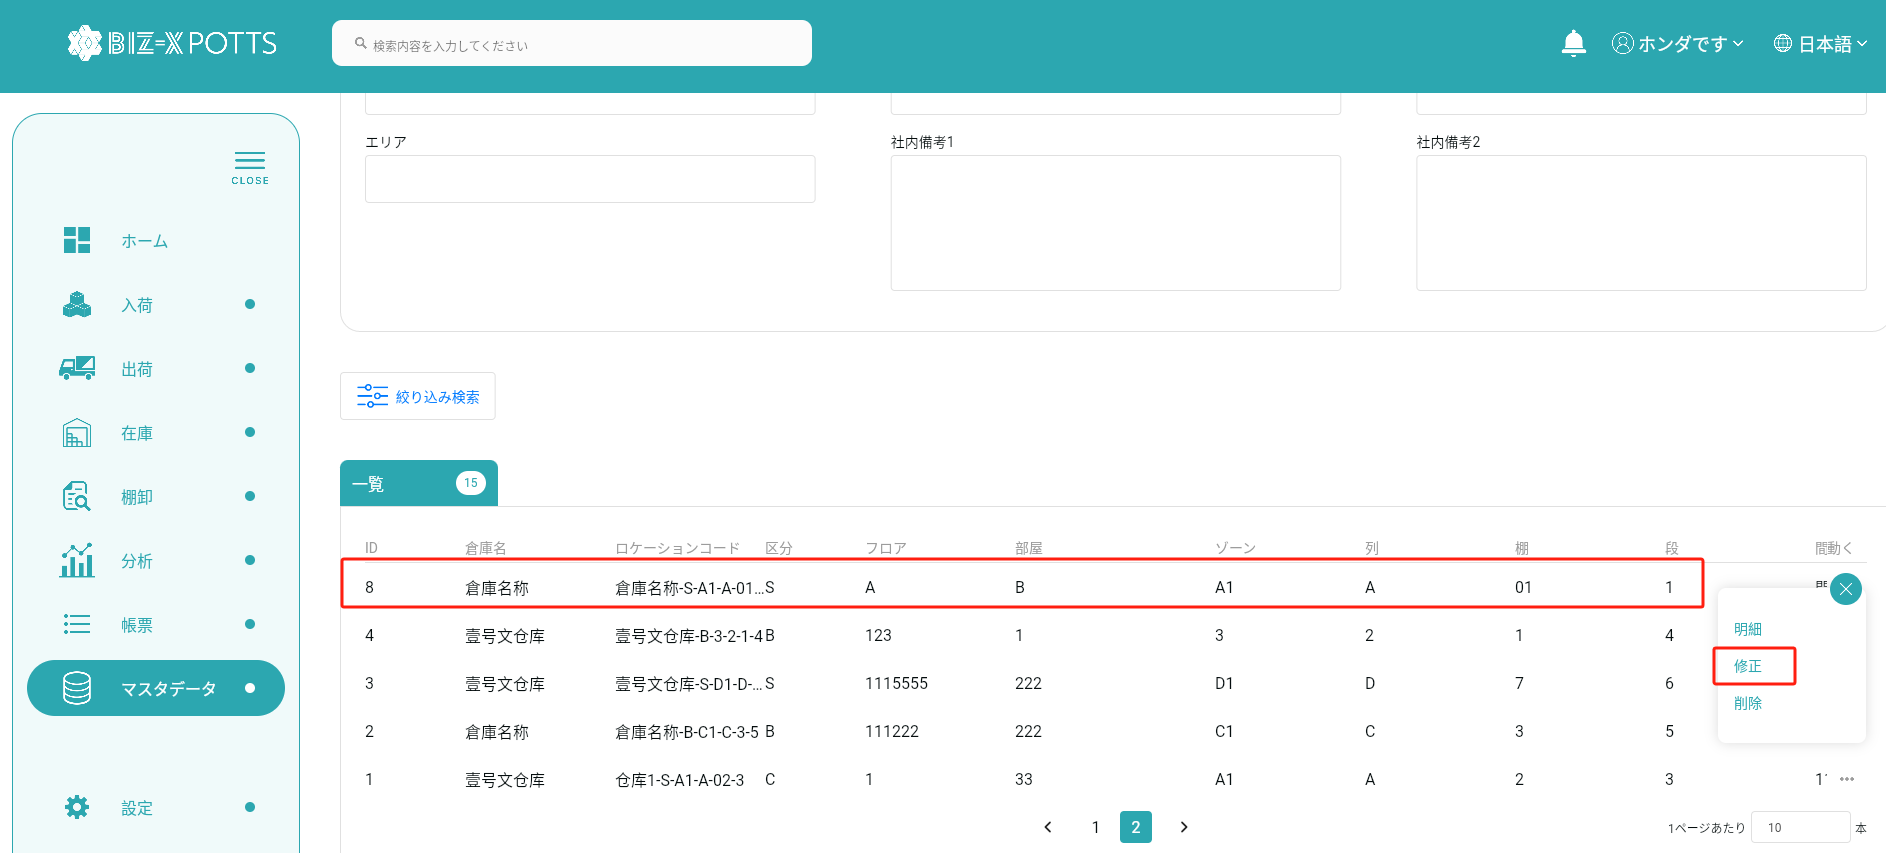 BIZ=X POTTS
検索内容を入力してください
ホンダです
日本語
CLOSE
ホーム
入荷
出荷
在庫
棚卸
分析
帳票
マスタデータ
設定
エリア
社内備考1
社内備考2
絞り込み検索
一覧 15
ID 倉庫名 ロケーションコード 区分 フロア 部屋 ゾーン 列 棚 段 間動く
8 倉庫名称 倉庫名称-S-A1-A-01... S A B A1 A 01 1
4 壹号文仓库 壹号文仓库-B-3-2-1-4 B 123 1 3 2 1 4
3 壹号文仓库 壹号文仓库-S-D1-D-... S 1115555 222 D1 D 7 6
2 倉庫名称 倉庫名称-B-C1-C-3-5 B 111222 222 C1 C 3 5
1 壹号文仓库 仓库1-S-A1-A-02-3 C 1 33 A1 A 2 3
明細
修正
削除
1 2
1ページあたり 10 本